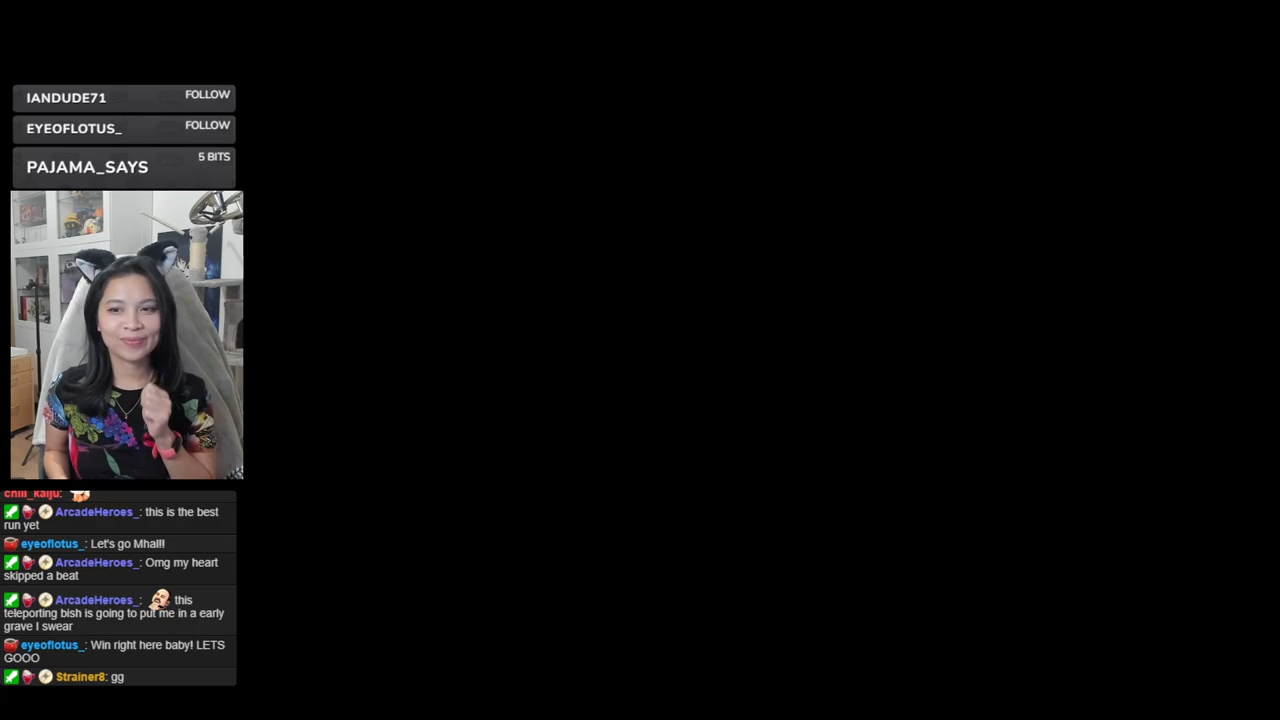 IANDUDE71 FOLLOW
EYEOFLOTUS_ FOLLOW
PAJAMA_SAYS 5 BITS
chili_kaiju:
ArcadeHeroes_: this is the best
run yet
eyeoflotus_: Let's go Mhal!!
ArcadeHeroes_: Omg my heart
skipped a beat
ArcadeHeroes_: this
teleporting bish is going to put me in a early
grave I swear
eyeoflotus_: Win right here baby! LETS
GOOO
Strainer8: gg